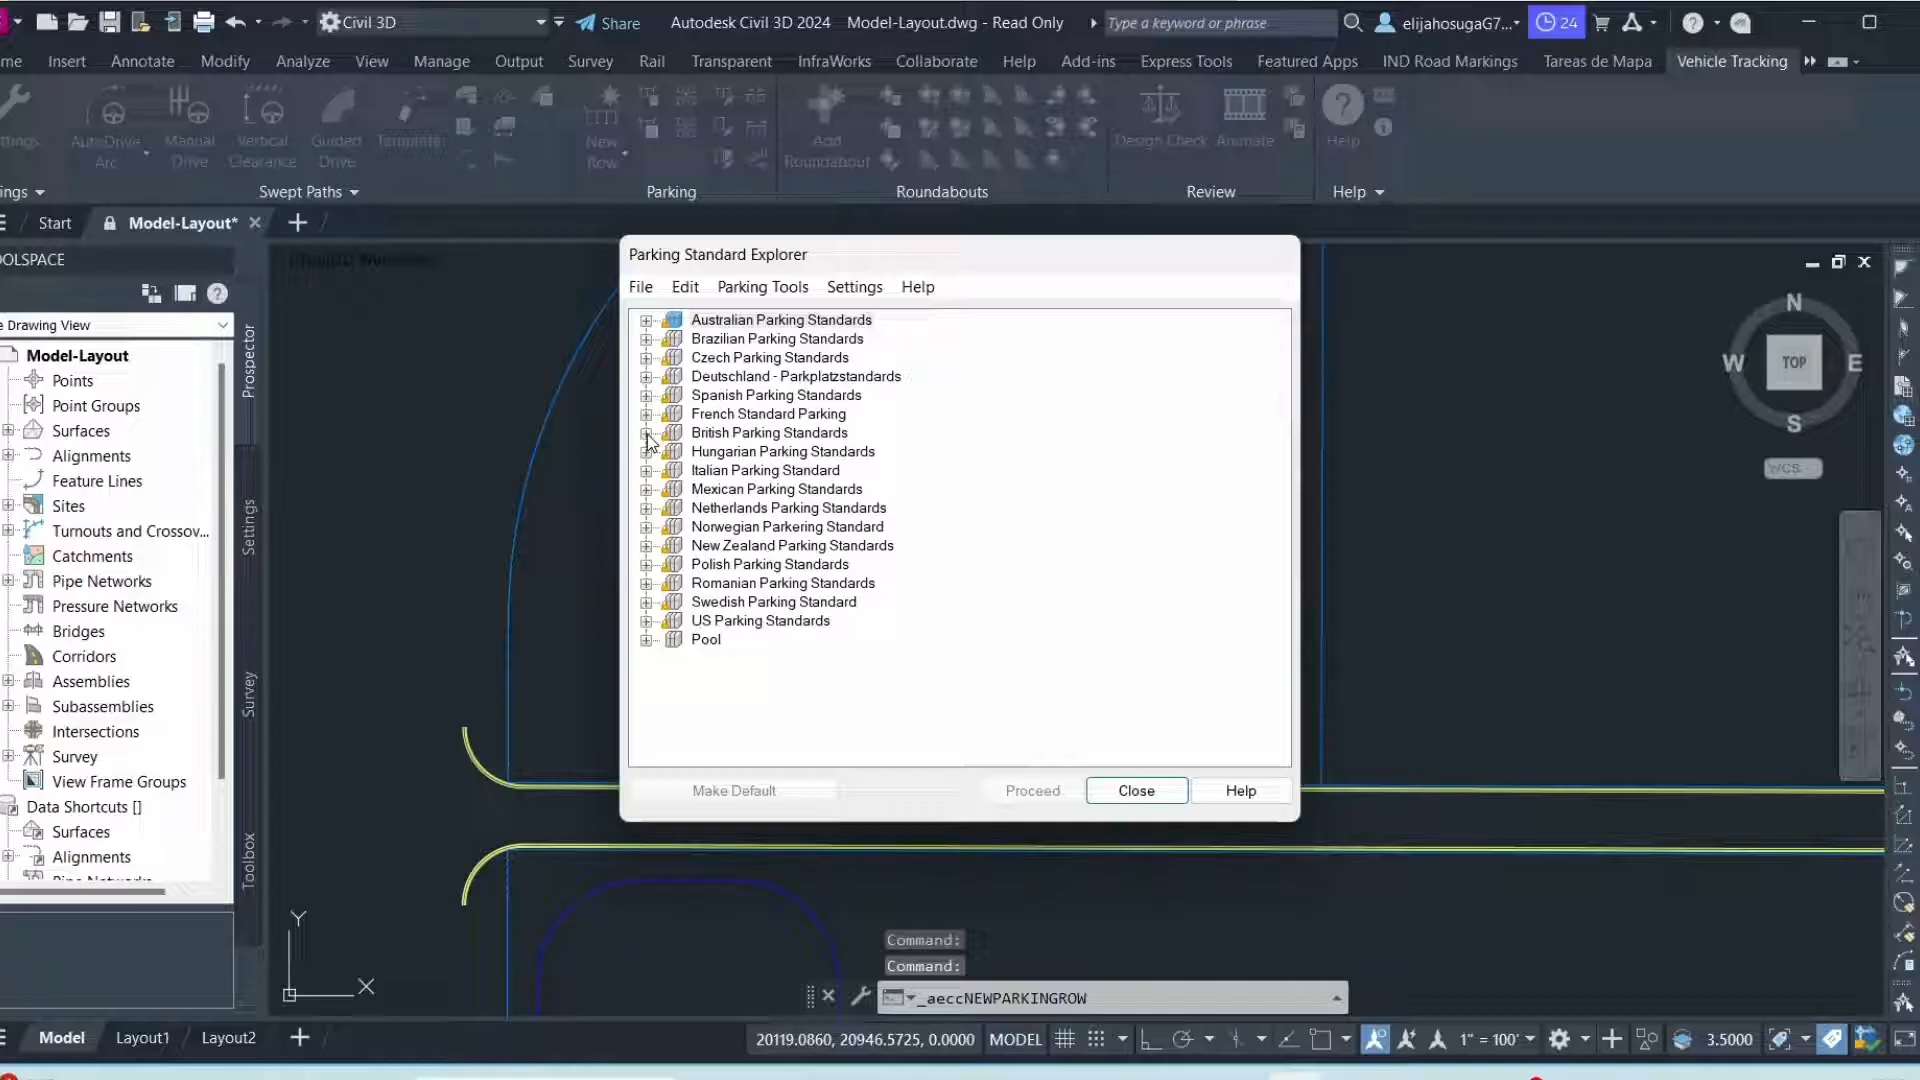 Civil 3D
Share
Autodesk Civil 3D 2024 Model-Layout.dwg - Read Only
Type a keyword or phrase
elijahosugaG7...
24
me Insert Annotate Modify Analyze View Manage Output Survey Rail Transparent InfraWorks Collaborate Help Add-ins Express Tools Featured Apps IND Road Markings Tareas de Mapa Vehicle Tracking
ttings
AutoDrive Arc
Manual Drive
Vertical Clearance
Guided Drive
Template
New Row
Add Roundabout
Design Check
Animate
Help
ings Swept Paths Parking Roundabouts Review Help
Start Model-Layout*
OOLSPACE
e Drawing View
Model-Layout
Points
Point Groups
Surfaces
Alignments
Feature Lines
Sites
Turnouts and Crossov...
Catchments
Pipe Networks
Pressure Networks
Bridges
Corridors
Assemblies
Subassemblies
Intersections
Survey
View Frame Groups
Data Shortcuts []
Surfaces
Alignments
Prospector
Settings
Survey
Toolbox
Parking Standard Explorer
File Edit Parking Tools Settings Help
Australian Parking Standards
Brazilian Parking Standards
Czech Parking Standards
Deutschland - Parkplatzstandards
Spanish Parking Standards
French Standard Parking
British Parking Standards
Hungarian Parking Standards
Italian Parking Standard
Mexican Parking Standards
Netherlands Parking Standards
Norwegian Parkering Standard
New Zealand Parking Standards
Polish Parking Standards
Romanian Parking Standards
Swedish Parking Standard
US Parking Standards
Pool
Make Default Proceed Close Help
N
W TOP E
S
WCS
Y
X
Command:
Command:
_aeccNEWPARKINGROW
Model Layout1 Layout2
20119.0860, 20946.5725, 0.0000 MODEL 1" = 100' 3.5000